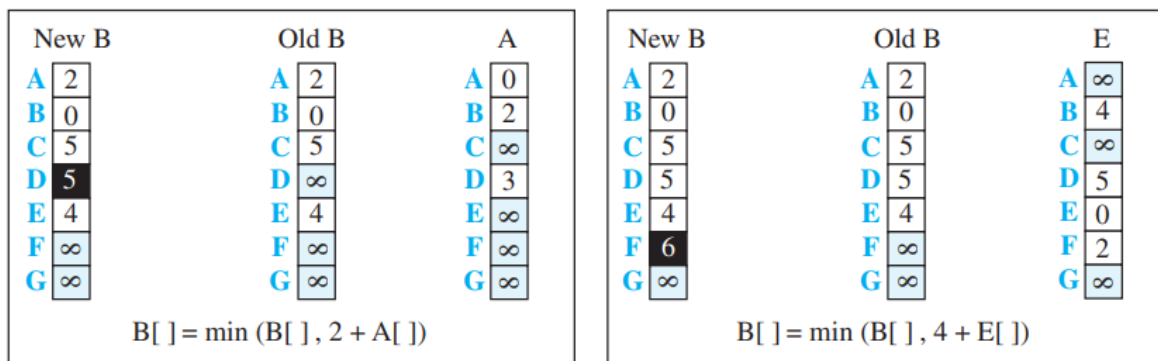 New B Old B A
A 2 A 2 A 0
B 0 B 0 B 2
C 5 C 5 C ∞
D 5 D ∞ D 3
E 4 E 4 E ∞
F ∞ F ∞ F ∞
G ∞ G ∞ G ∞
B[ ] = min (B[ ] , 2 + A[ ])
New B Old B E
A 2 A 2 A ∞
B 0 B 0 B 4
C 5 C 5 C ∞
D 5 D 5 D 5
E 4 E 4 E 0
F 6 F ∞ F 2
G ∞ G ∞ G ∞
B[ ] = min (B[ ] , 4 + E[ ])